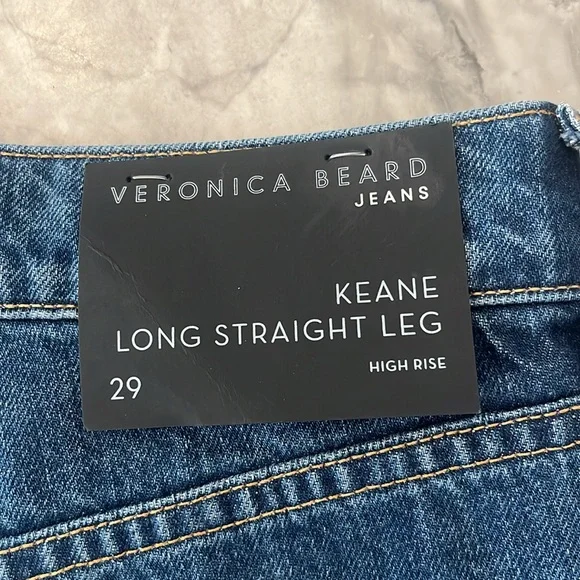 VERONICA BEARD
JEANS
KEANE
LONG STRAIGHT LEG
HIGH RISE
29